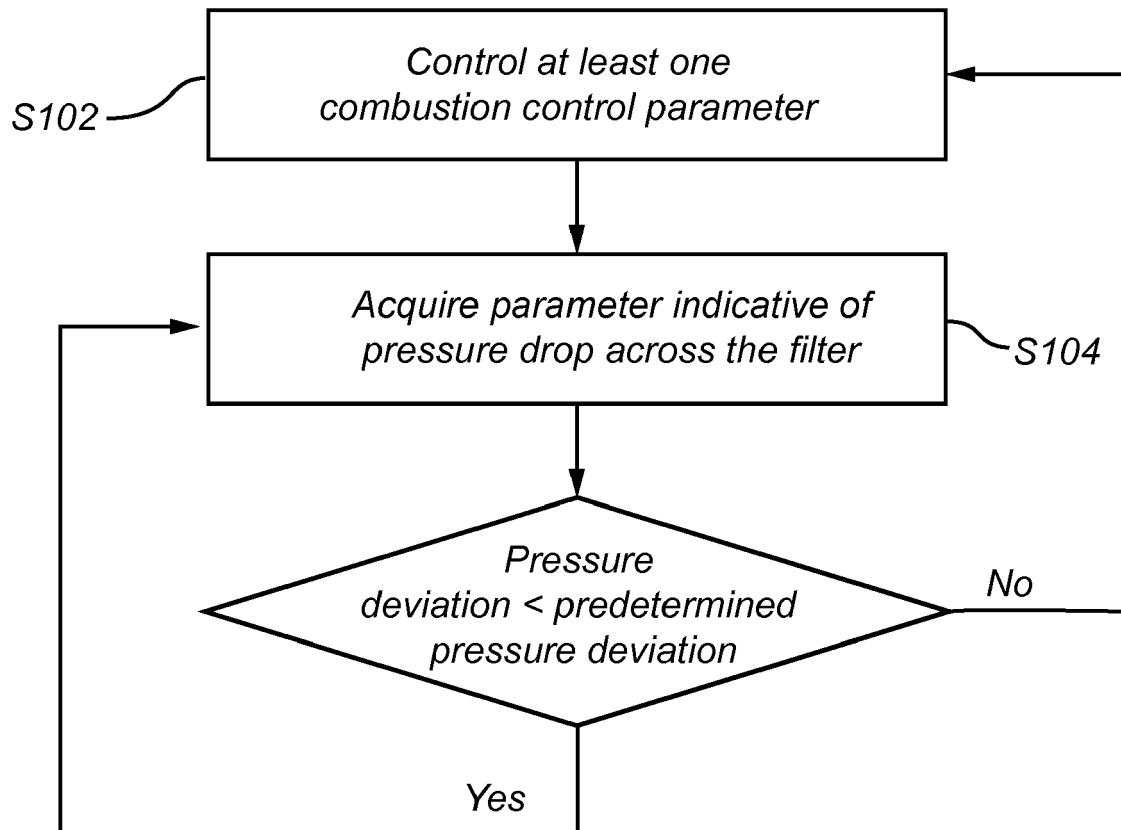 Control at least one
combustion control parameter
S102
Acquire parameter indicative of
pressure drop across the filter
S104
Pressure
deviation < predetermined
pressure deviation
No
Yes